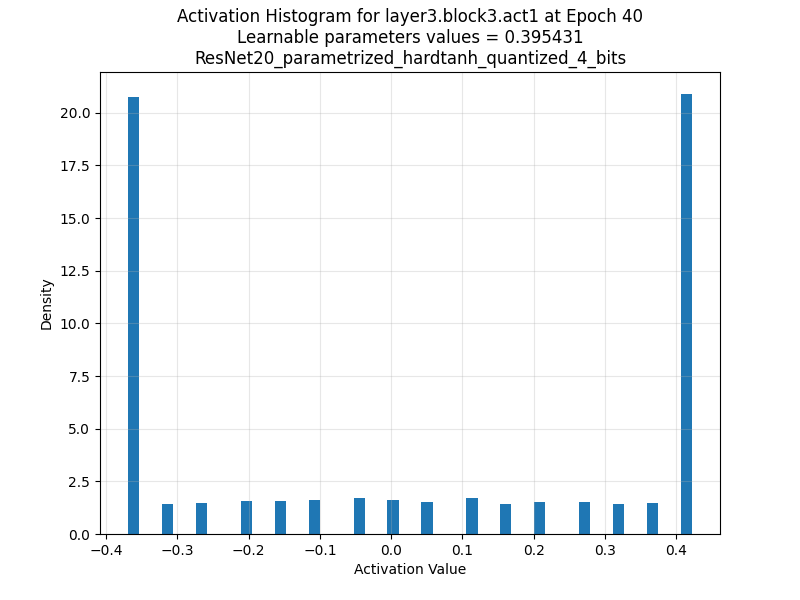 Activation Histogram for layer3.block3.act1 at Epoch 40
Learnable parameters values = 0.395431
ResNet20_parametrized_hardtanh_quantized_4_bits
20.0
17.5
15.0
12.5
10.0
7.5
5.0
2.5
0.0
Density
−0.4 −0.3 −0.2 −0.1 0.0 0.1 0.2 0.3 0.4
Activation Value